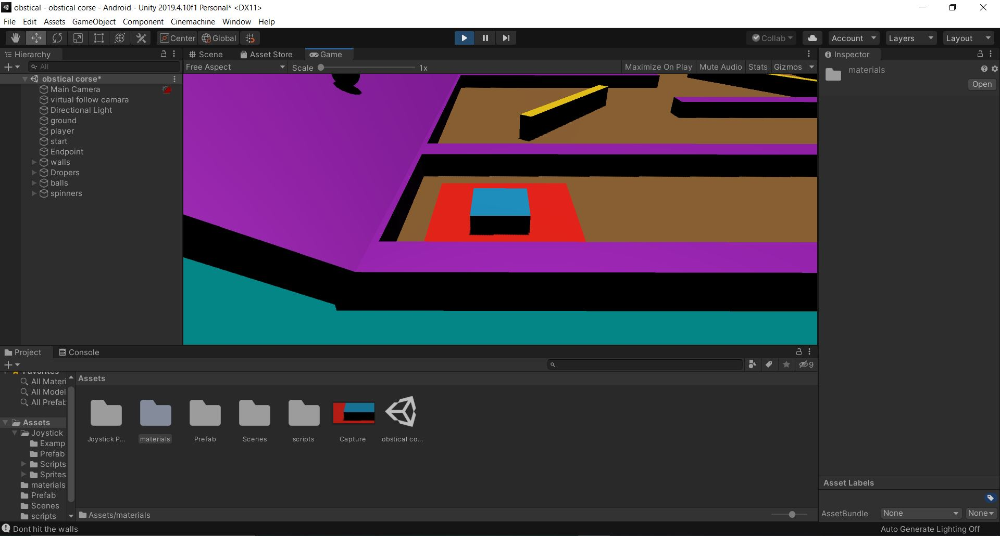 obstical - obstical corse - Android - Unity 2019.4.10f1 Personal* <DX11>
File Edit Assets GameObject Component Cinemachine Window Help
Center Global Collab Account Layers Layout
Hierarchy
All
obstical corse*
Main Camera
virtual follow camara
Directional Light
ground
player
start
Endpoint
walls
Dropers
balls
spinners
Scene Asset Store Game
Free Aspect Scale 1x Maximize On Play Mute Audio Stats Gizmos
Inspector
materials
Open
Project Console
9
Favorites
All Materi
All Model
All Prefab
Assets
Joystick
Examp
Prefab
Scripts
Sprites
materials
Prefab
Scenes
scripts
Assets
Joystick P...
materials
Prefab
Scenes
scripts
Capture
obstical co...
Assets/materials
Asset Labels
AssetBundle None None
Dont hit the walls
Auto Generate Lighting Off